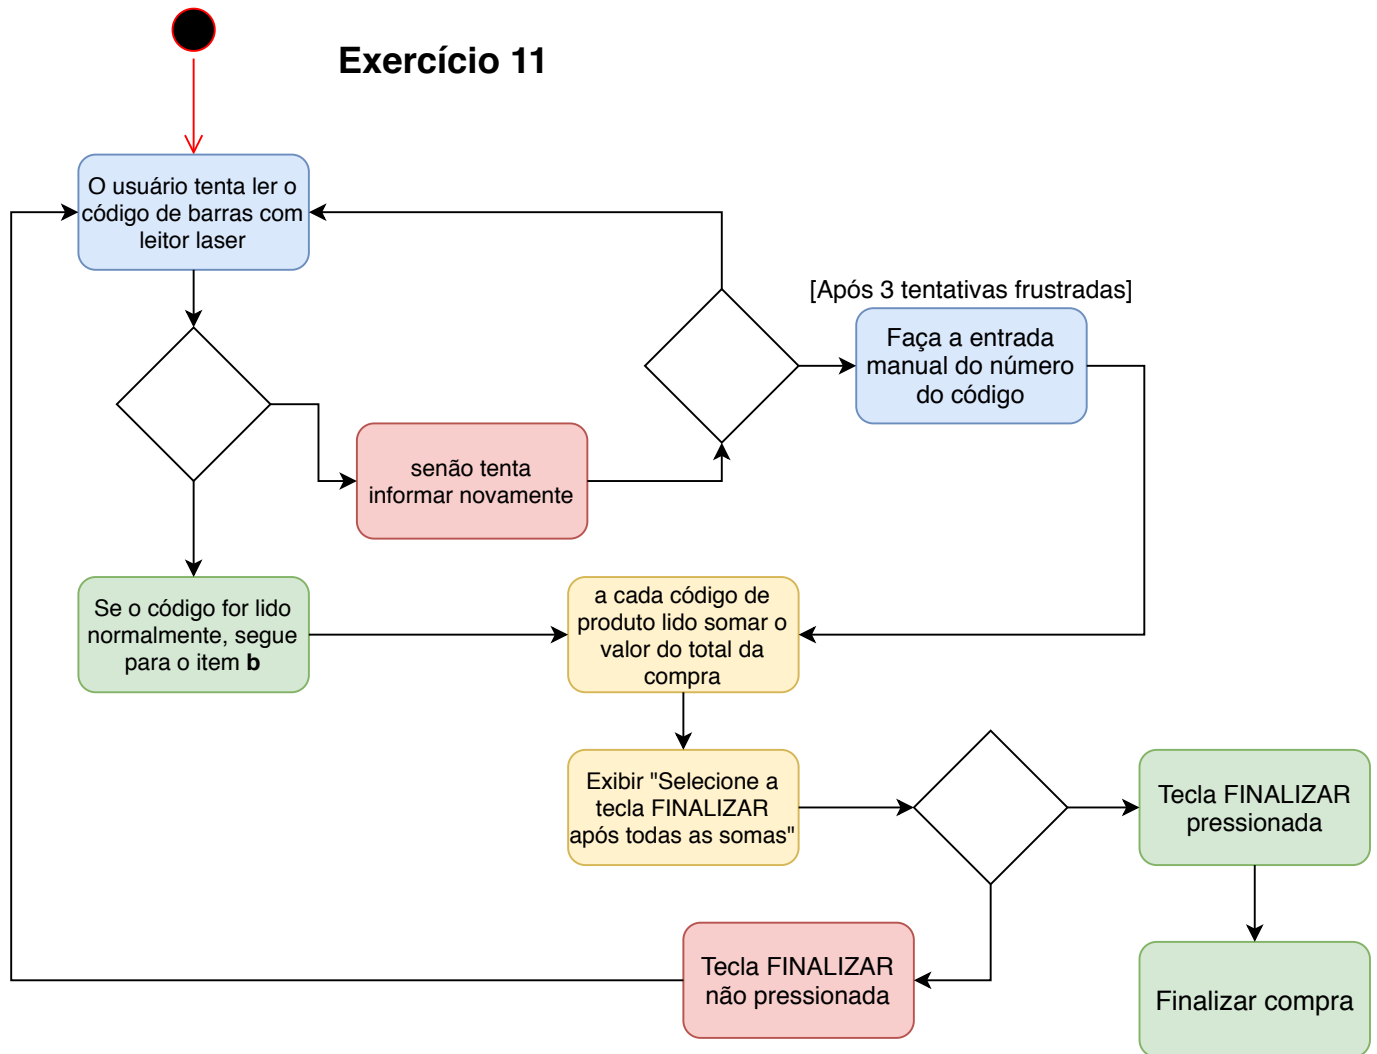 Exercício 11
O usuário tenta ler o
código de barras com
leitor laser
[Após 3 tentativas frustradas]
Faça a entrada
manual do número
do código
senão tenta
informar novamente
Se o código for lido
normalmente, segue
para o item b
a cada código de
produto lido somar o
valor do total da
compra
Exibir "Selecione a
tecla FINALIZAR
após todas as somas"
Tecla FINALIZAR
pressionada
Tecla FINALIZAR
não pressionada
Finalizar compra